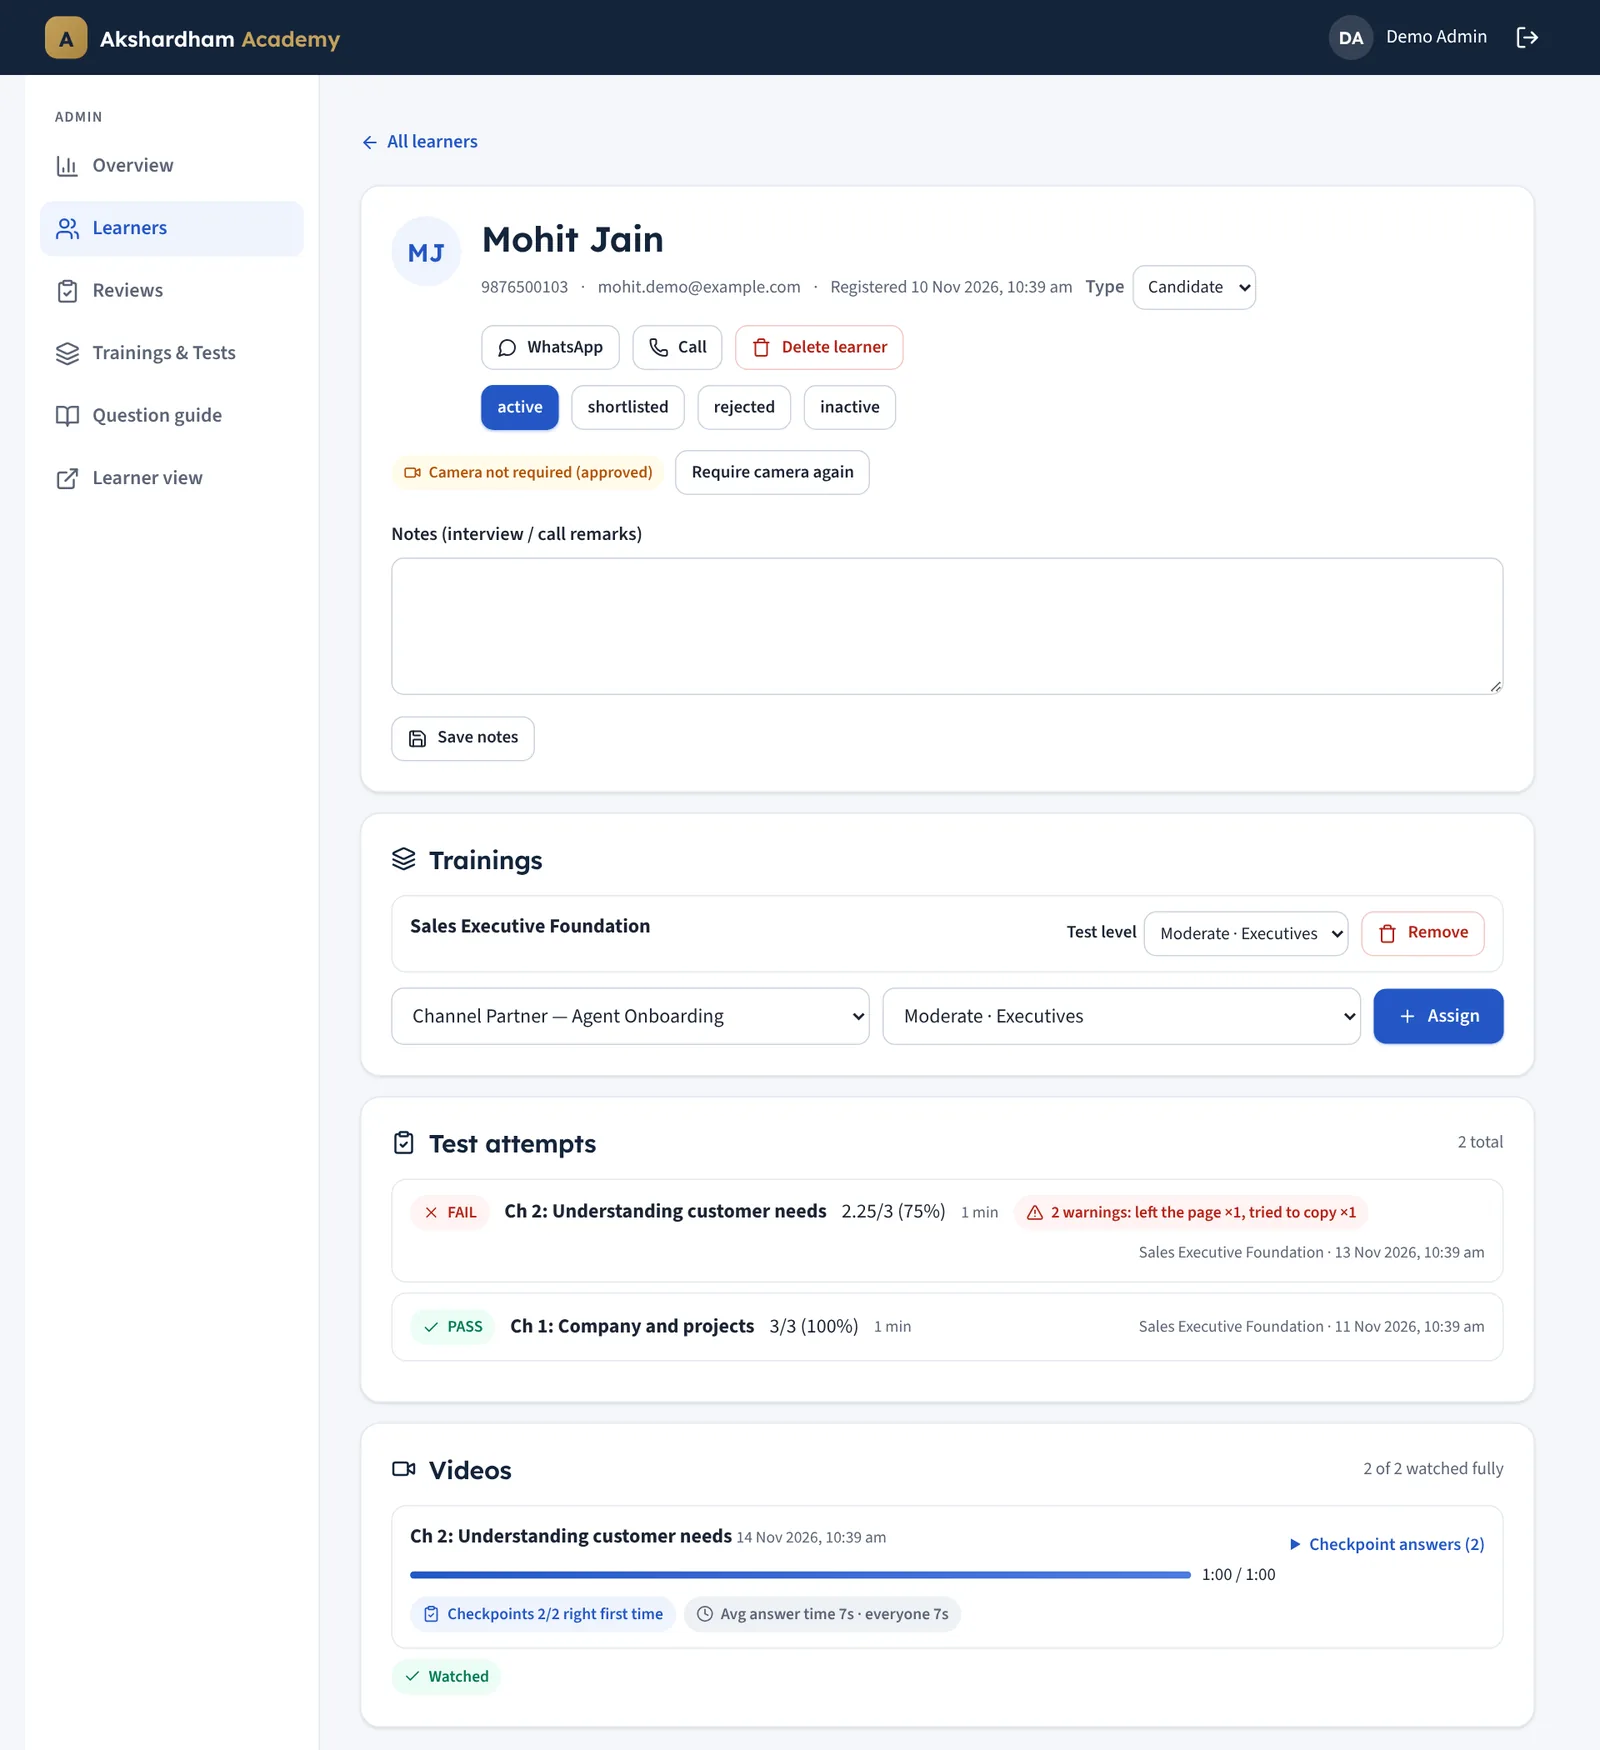 A Akshardham Academy
DA Demo Admin
ADMIN
Overview
Learners
Reviews
Trainings & Tests
Question guide
Learner view
All learners
MJ
Mohit Jain
9876500103 · mohit.demo@example.com · Registered 10 Nov 2026, 10:39 am Type Candidate
WhatsApp Call Delete learner
active shortlisted rejected inactive
Camera not required (approved) Require camera again
Notes (interview / call remarks)
Save notes
Trainings
Sales Executive Foundation Test level Moderate · Executives Remove
Channel Partner — Agent Onboarding Moderate · Executives + Assign
Test attempts 2 total
FAIL Ch 2: Understanding customer needs 2.25/3 (75%) 1 min 2 warnings: left the page ×1, tried to copy ×1
Sales Executive Foundation · 13 Nov 2026, 10:39 am
PASS Ch 1: Company and projects 3/3 (100%) 1 min Sales Executive Foundation · 11 Nov 2026, 10:39 am
Videos 2 of 2 watched fully
Ch 2: Understanding customer needs 14 Nov 2026, 10:39 am
Checkpoint answers (2)
1:00 / 1:00
Checkpoints 2/2 right first time Avg answer time 7s · everyone 7s
Watched